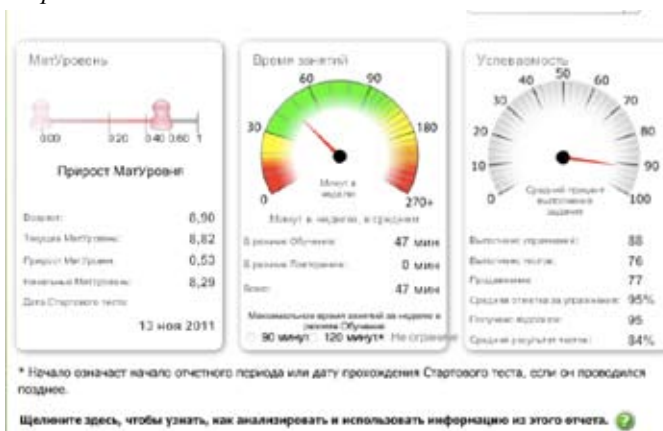 МатУровень
0.00 0.20 0.40 0.60 1
Прирост МатУровня
Возраст: 8,90
Текущий МатУровень: 8,82
Прирост МатУровня: 0,53
Начальный МатУровень: 8,29
Дата Стартового теста:
13 ноя 2011
Время занятий
60 90
30 180
0 270+
Минут в
неделю
Минут в неделю, в среднем
В режиме Обучения: 47 мин
В режиме Повторения: 0 мин
Всего: 47 мин
Максимальное время занятий за неделю в
режиме Обучения
90 минут 120 минут* Не ограничен
Успеваемость
40 50 60
30 70
20 80
10 90
0 100
Средний процент
выполнения
задания
Выполнено упражнений: 88
Выполнено тестов: 76
Продвижение: 77
Средняя отметка за упражнение: 95%
Получено 95
Средний результат тестов: 84%
* Начало означает начало отчетного периода или дату прохождения Стартового теста, если он проводился
позднее.
Щелкните здесь, чтобы узнать, как анализировать и использовать информацию из этого отчета. ?